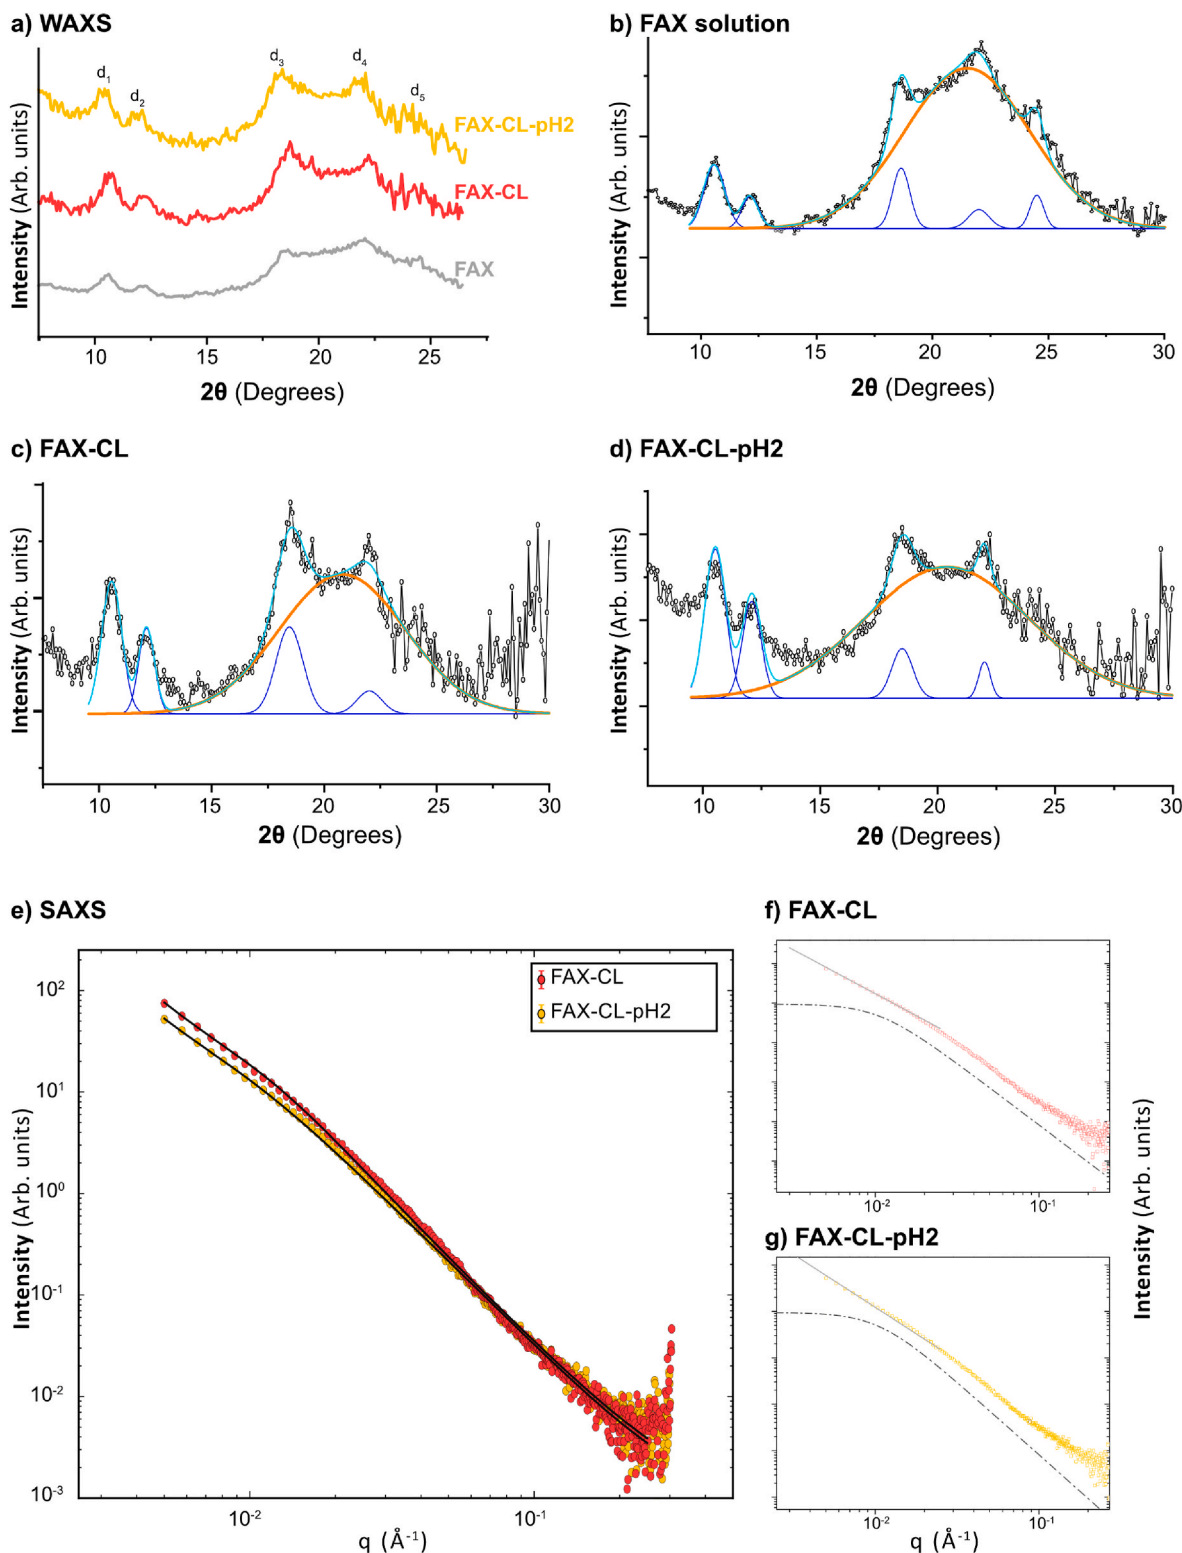 a) WAXS
Intensity (Arb. units)
d1
d2
d3
d4
d5
FAX-CL-pH2
FAX-CL
FAX
10 15 20 25
2θ (Degrees)
b) FAX solution
Intensity (Arb. units)
10 15 20 25 30
2θ (Degrees)
c) FAX-CL
Intensity (Arb. units)
10 15 20 25 30
2θ (Degrees)
d) FAX-CL-pH2
Intensity (Arb. units)
10 15 20 25 30
2θ (Degrees)
e) SAXS
FAX-CL
FAX-CL-pH2
Intensity (Arb. units)
10²
10¹
10⁰
10⁻¹
10⁻²
10⁻³
10⁻² 10⁻¹
q (Å⁻¹)
f) FAX-CL
10⁻² 10⁻¹
g) FAX-CL-pH2
10⁻² 10⁻¹
q (Å⁻¹)
Intensity (Arb. units)